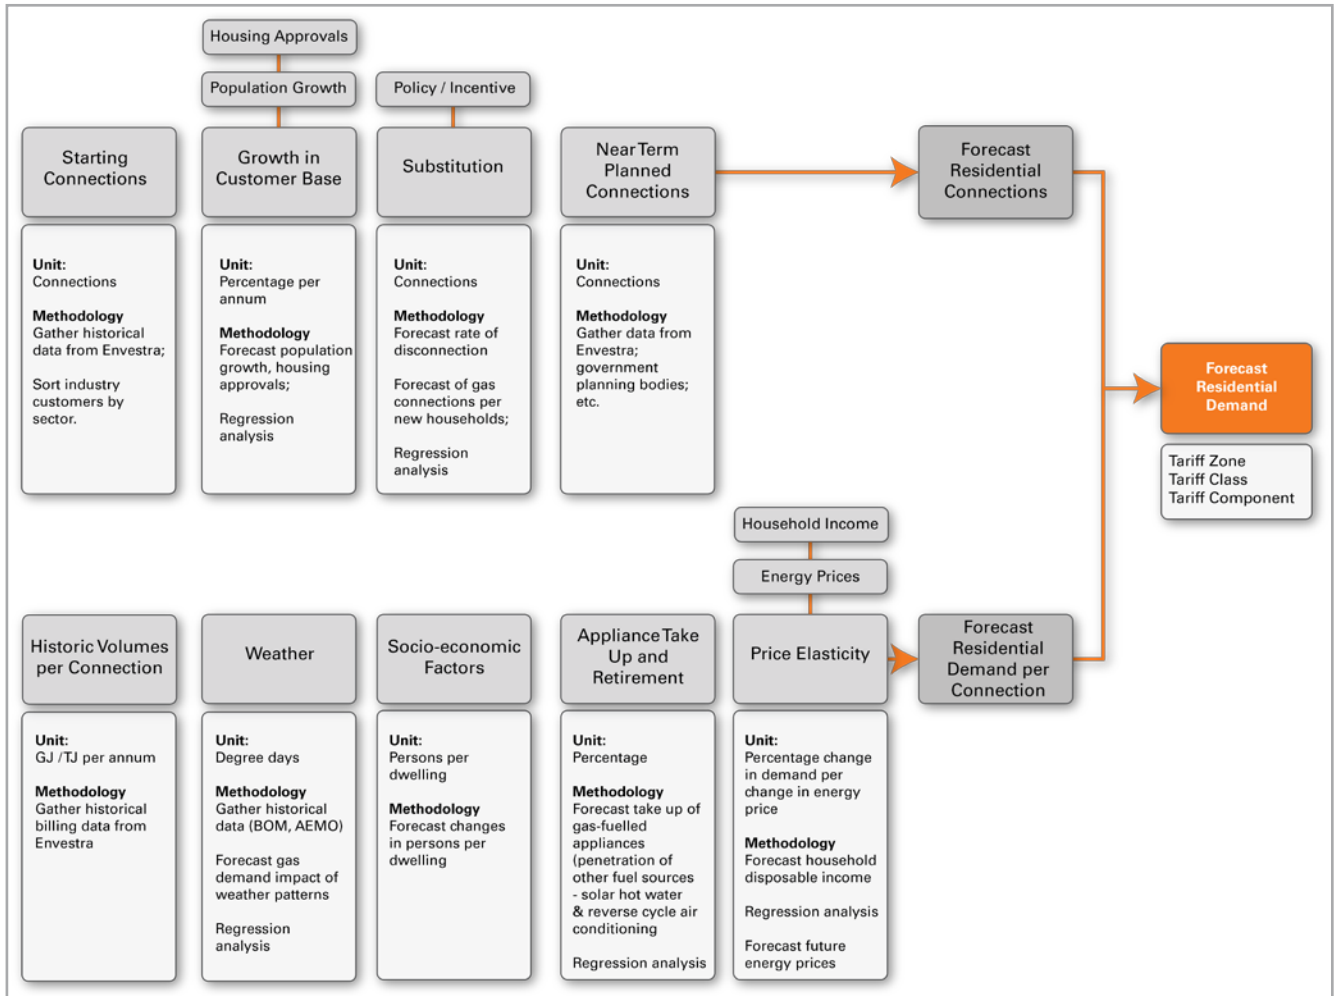 Housing Approvals
Population Growth
Policy / Incentive
Starting
Connections
Growth in
Customer Base
Substitution
Near Term
Planned
Connections
Forecast
Residential
Connections
Unit:
Connections
Methodology
Gather historical
data from Envestra;
Sort industry
customers by
sector.
Unit:
Percentage per
annum
Methodology
Forecast population
growth, housing
approvals;
Regression
analysis
Unit:
Connections
Methodology
Forecast rate of
disconnection
Forecast of gas
connections per
new households;
Regression
analysis
Unit:
Connections
Methodology
Gather data from
Envestra;
government
planning bodies;
etc.
Forecast
Residential
Demand
Tariff Zone
Tariff Class
Tariff Component
Household Income
Energy Prices
Historic Volumes
per Connection
Weather
Socio-economic
Factors
Appliance Take
Up and
Retirement
Price Elasticity
Forecast
Residential
Demand per
Connection
Unit:
GJ /TJ per annum
Methodology
Gather historical
billing data from
Envestra
Unit:
Degree days
Methodology
Gather historical
data (BOM, AEMO)
Forecast gas
demand impact of
weather patterns
Regression
analysis
Unit:
Persons per
dwelling
Methodology
Forecast changes
in persons per
dwelling
Unit:
Percentage
Methodology
Forecast take up of
gas-fuelled
appliances
(penetration of
other fuel sources
- solar hot water
& reverse cycle air
conditioning
Regression analysis
Unit:
Percentage change
in demand per
change in energy
price
Methodology
Forecast household
disposable income
Regression analysis
Forecast future
energy prices